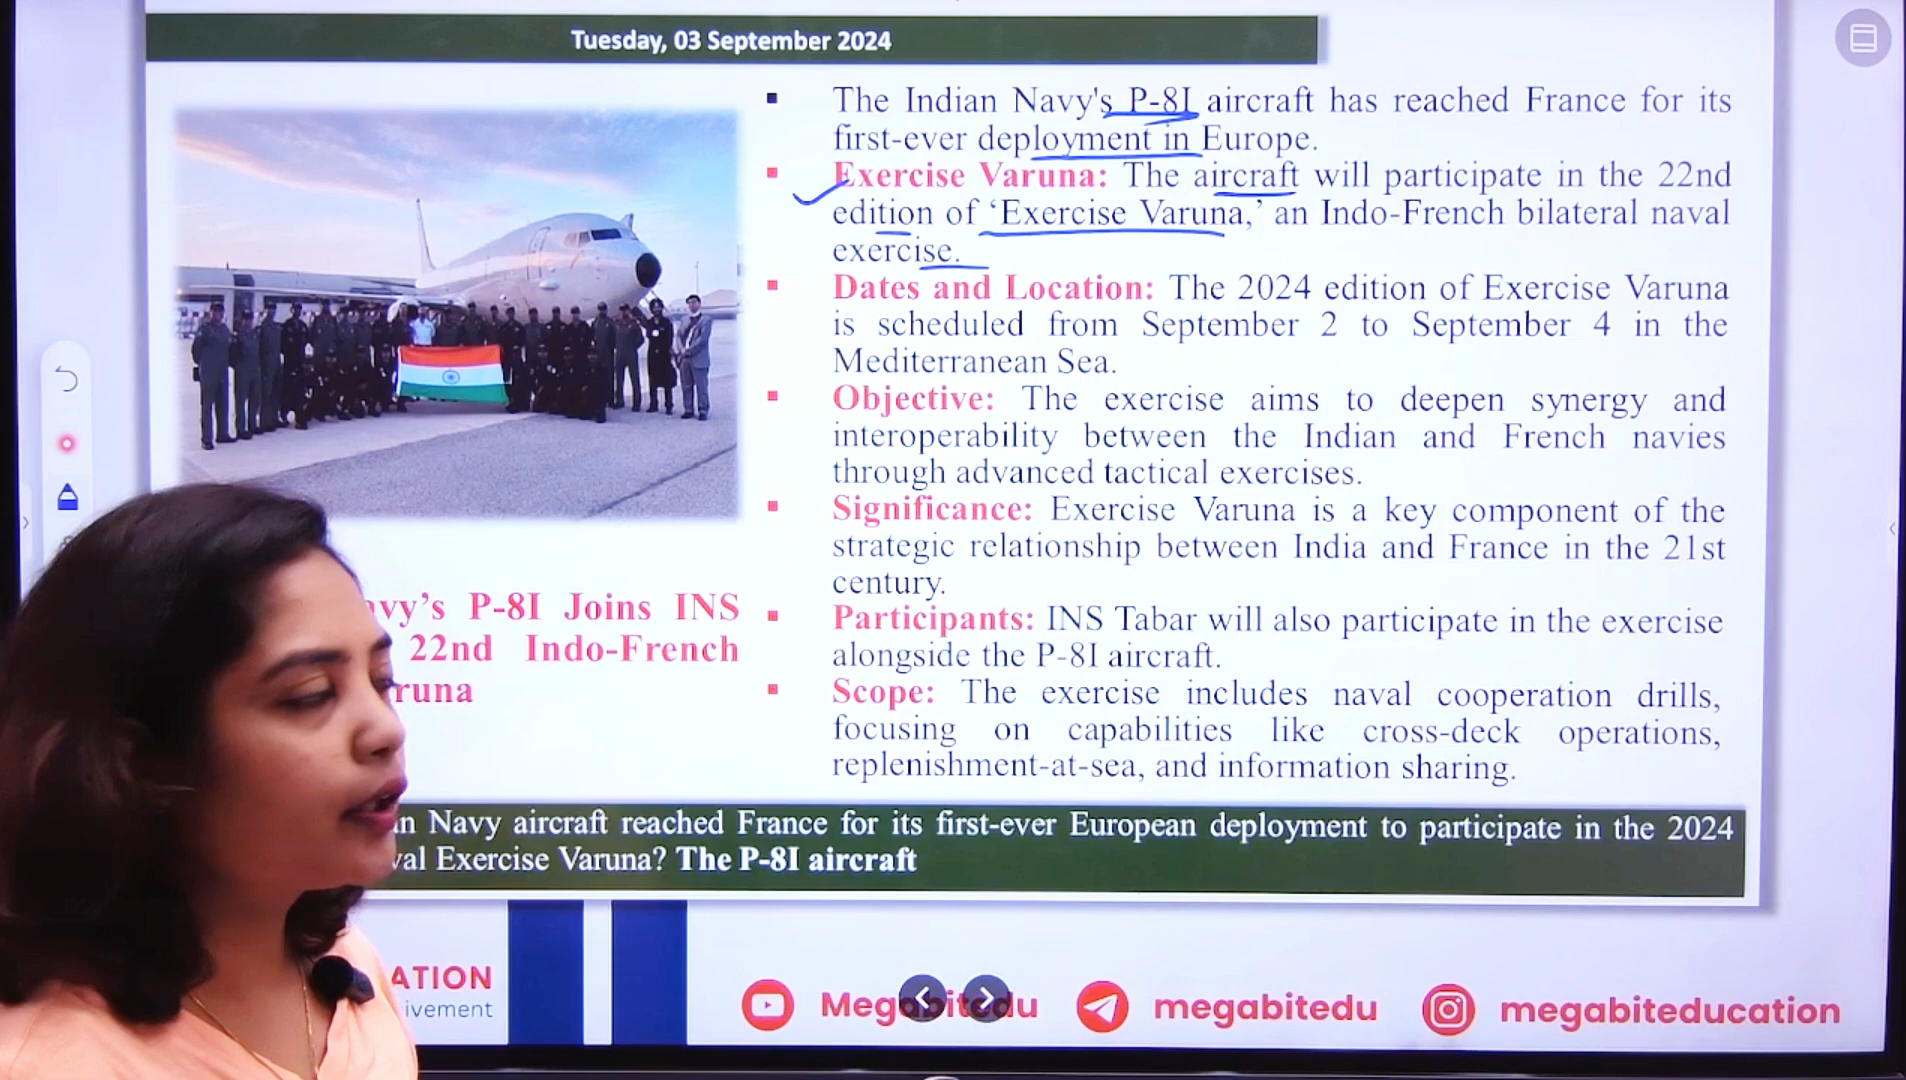 Tuesday, 03 September 2024
The Indian Navy's P-8I aircraft has reached France for its
first-ever deployment in Europe.
Exercise Varuna: The aircraft will participate in the 22nd
edition of ‘Exercise Varuna,’ an Indo-French bilateral naval
exercise.
Dates and Location: The 2024 edition of Exercise Varuna
is scheduled from September 2 to September 4 in the
Mediterranean Sea.
Objective: The exercise aims to deepen synergy and
interoperability between the Indian and French navies
through advanced tactical exercises.
Significance: Exercise Varuna is a key component of the
strategic relationship between India and France in the 21st
century.
Participants: INS Tabar will also participate in the exercise
alongside the P-8I aircraft.
Scope: The exercise includes naval cooperation drills,
focusing on capabilities like cross-deck operations,
replenishment-at-sea, and information sharing.
P-8I Joins INS
22nd Indo-French
Navy aircraft reached France for its first-ever European deployment to participate in the 2024
Exercise Varuna? The P-8I aircraft
megabitedu
megabiteducation